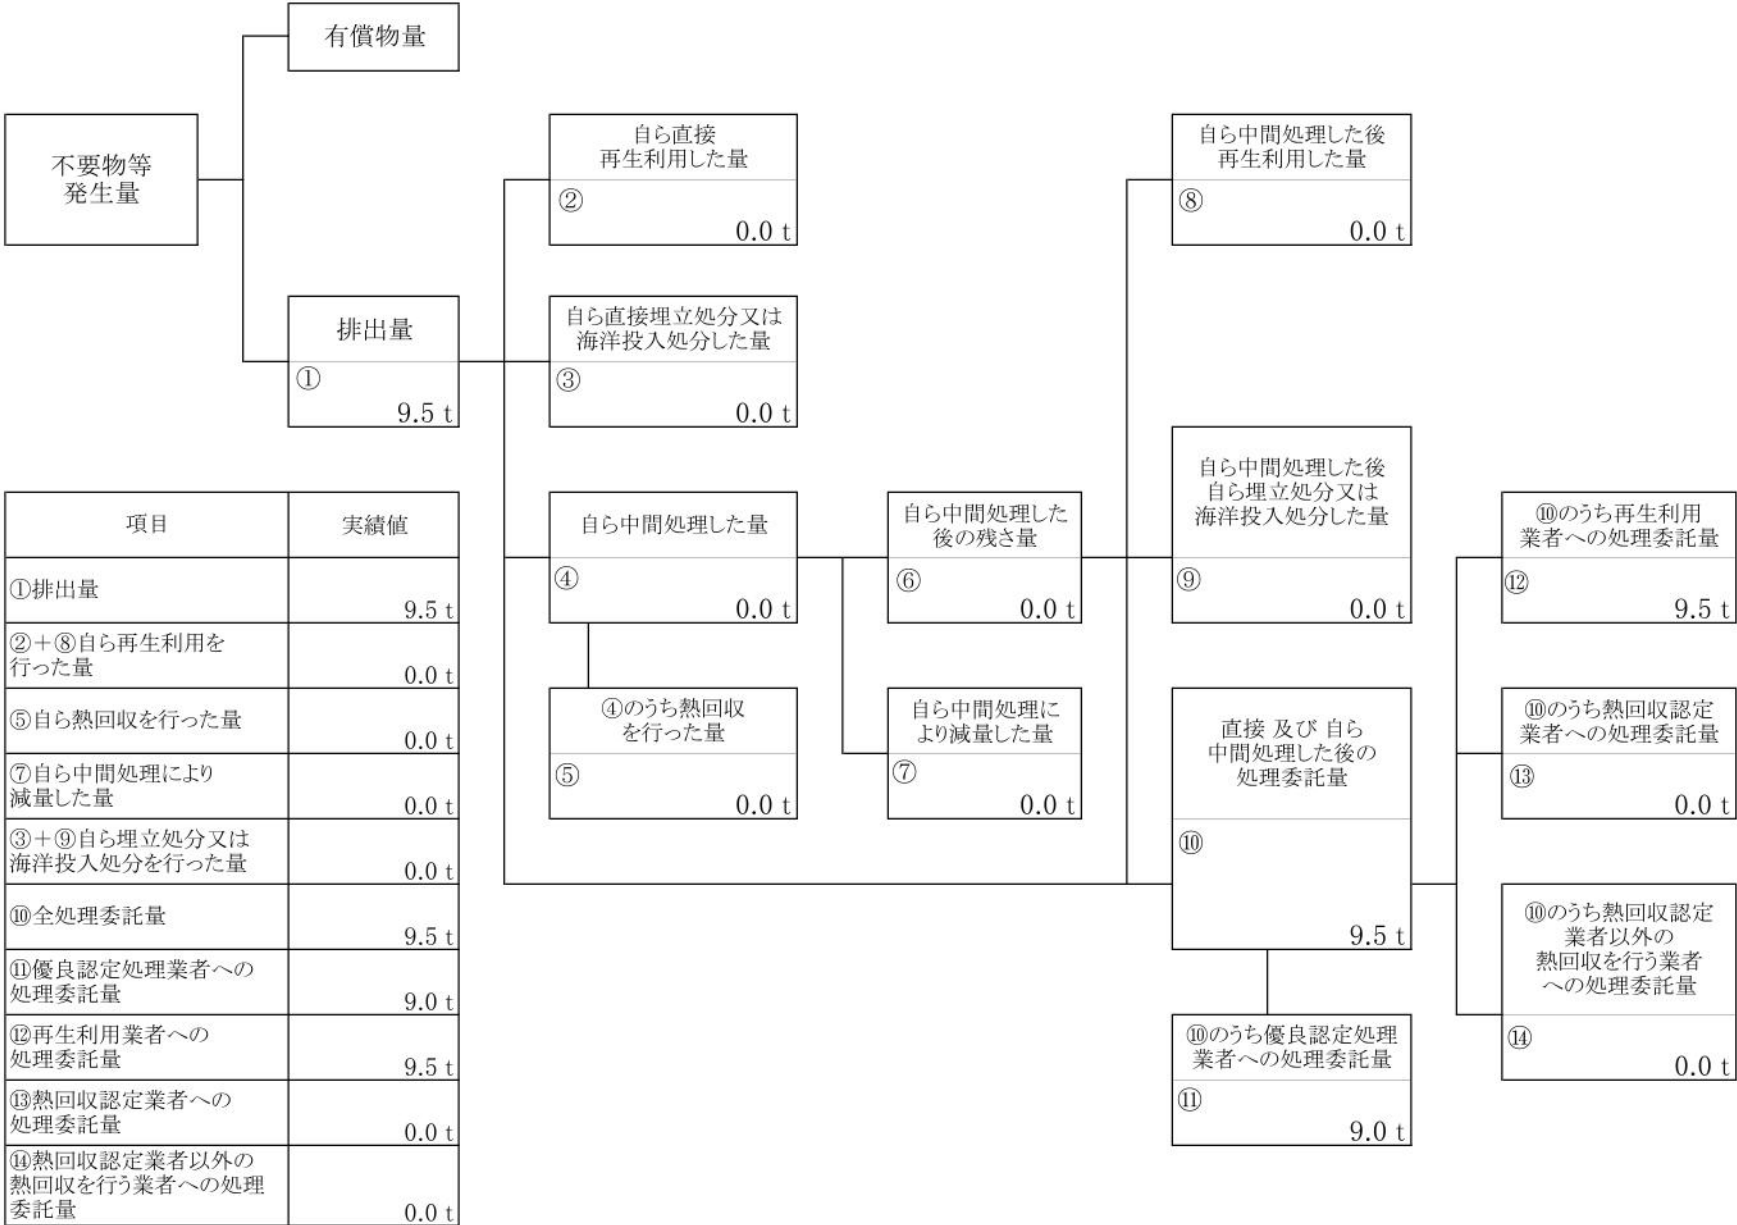 有償物量
不要物等
発生量
排出量
①
9.5 t
自ら直接
再生利用した量
②
0.0 t
自ら直接埋立処分又は
海洋投入処分した量
③
0.0 t
自ら中間処理した量
④
0.0 t
④のうち熱回収
を行った量
⑤
0.0 t
自ら中間処理した
後の残さ量
⑥
0.0 t
自ら中間処理に
より減量した量
⑦
0.0 t
自ら中間処理した後
再生利用した量
⑧
0.0 t
自ら中間処理した後
自ら埋立処分又は
海洋投入処分した量
⑨
0.0 t
直接 及び 自ら
中間処理した後の
処理委託量
⑩
9.5 t
⑩のうち優良認定処理
業者への処理委託量
⑪
9.0 t
⑩のうち再生利用
業者への処理委託量
⑫
9.5 t
⑩のうち熱回収認定
業者への処理委託量
⑬
0.0 t
⑩のうち熱回収認定
業者以外の
熱回収を行う業者
への処理委託量
⑭
0.0 t
項目 実績値
①排出量
9.5 t
②＋⑧自ら再生利用を
行った量
0.0 t
⑤自ら熱回収を行った量
0.0 t
⑦自ら中間処理により
減量した量
0.0 t
③＋⑨自ら埋立処分又は
海洋投入処分を行った量
0.0 t
⑩全処理委託量
9.5 t
⑪優良認定処理業者への
処理委託量
9.0 t
⑫再生利用業者への
処理委託量
9.5 t
⑬熱回収認定業者への
処理委託量
0.0 t
⑭熱回収認定業者以外の
熱回収を行う業者への処理
委託量
0.0 t